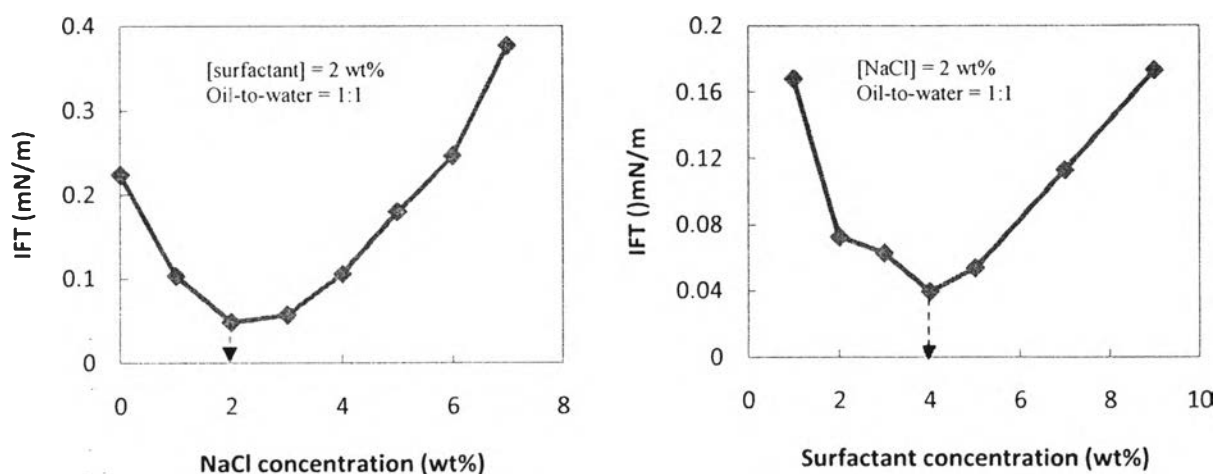 0.4
0.3
0.2
0.1
0
IFT (mN/m)
[surfactant] = 2 wt%
Oil-to-water = 1:1
0 2 4 6 8
NaCl concentration (wt%)
0.2
0.16
0.12
0.08
0.04
0
IFT ()mN/m
[NaCl] = 2 wt%
Oil-to-water = 1:1
0 2 4 6 8 10
Surfactant concentration (wt%)